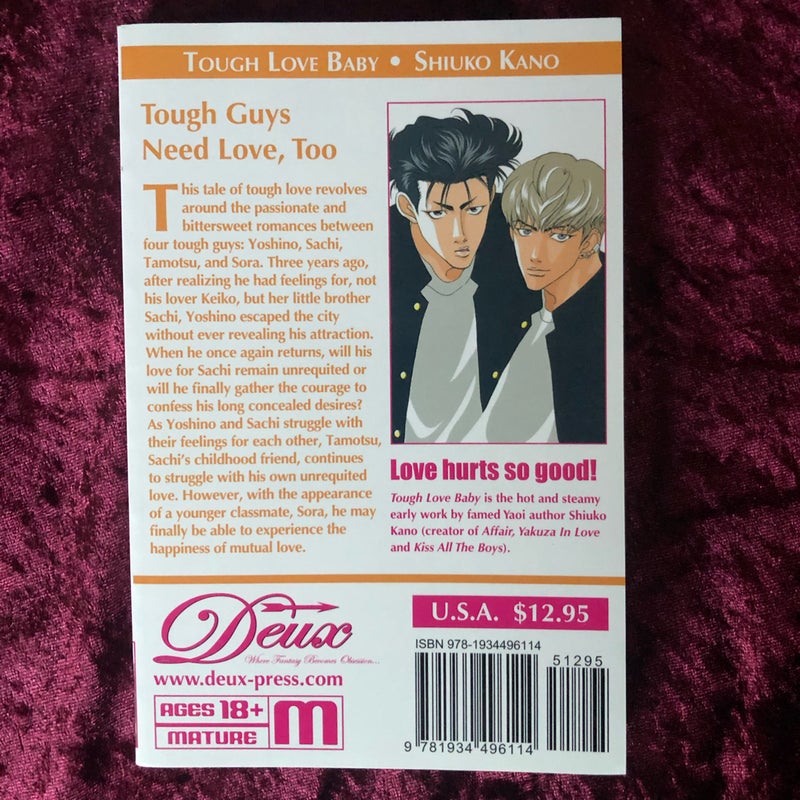 Tough Love Baby • Shiuko Kano
Tough Guys
Need Love, Too
This tale of tough love revolves
around the passionate and
bittersweet romances between
four tough guys: Yoshino, Sachi,
Tamotsu, and Sora. Three years ago,
after realizing he had feelings for, not
his lover Keiko, but her little brother
Sachi, Yoshino escaped the city
without ever revealing his attraction.
When he once again returns, will his
love for Sachi remain unrequited or
will he finally gather the courage to
confess his long concealed desires?
As Yoshino and Sachi struggle with
their feelings for each other, Tamotsu,
Sachi's childhood friend, continues
to struggle with his own unrequited
love. However, with the appearance
of a younger classmate, Sora, he may
finally be able to experience the
happiness of mutual love.
Love hurts so good!
Tough Love Baby is the hot and steamy
early work by famed Yaoi author Shiuko
Kano (creator of Affair, Yakuza In Love
and Kiss All The Boys).
Deux
Where Fantasy Becomes Obsession...
www.deux-press.com
AGES 18+
MATURE
M
U.S.A. $12.95
ISBN 978-1934496114
51295
9 781934 496114